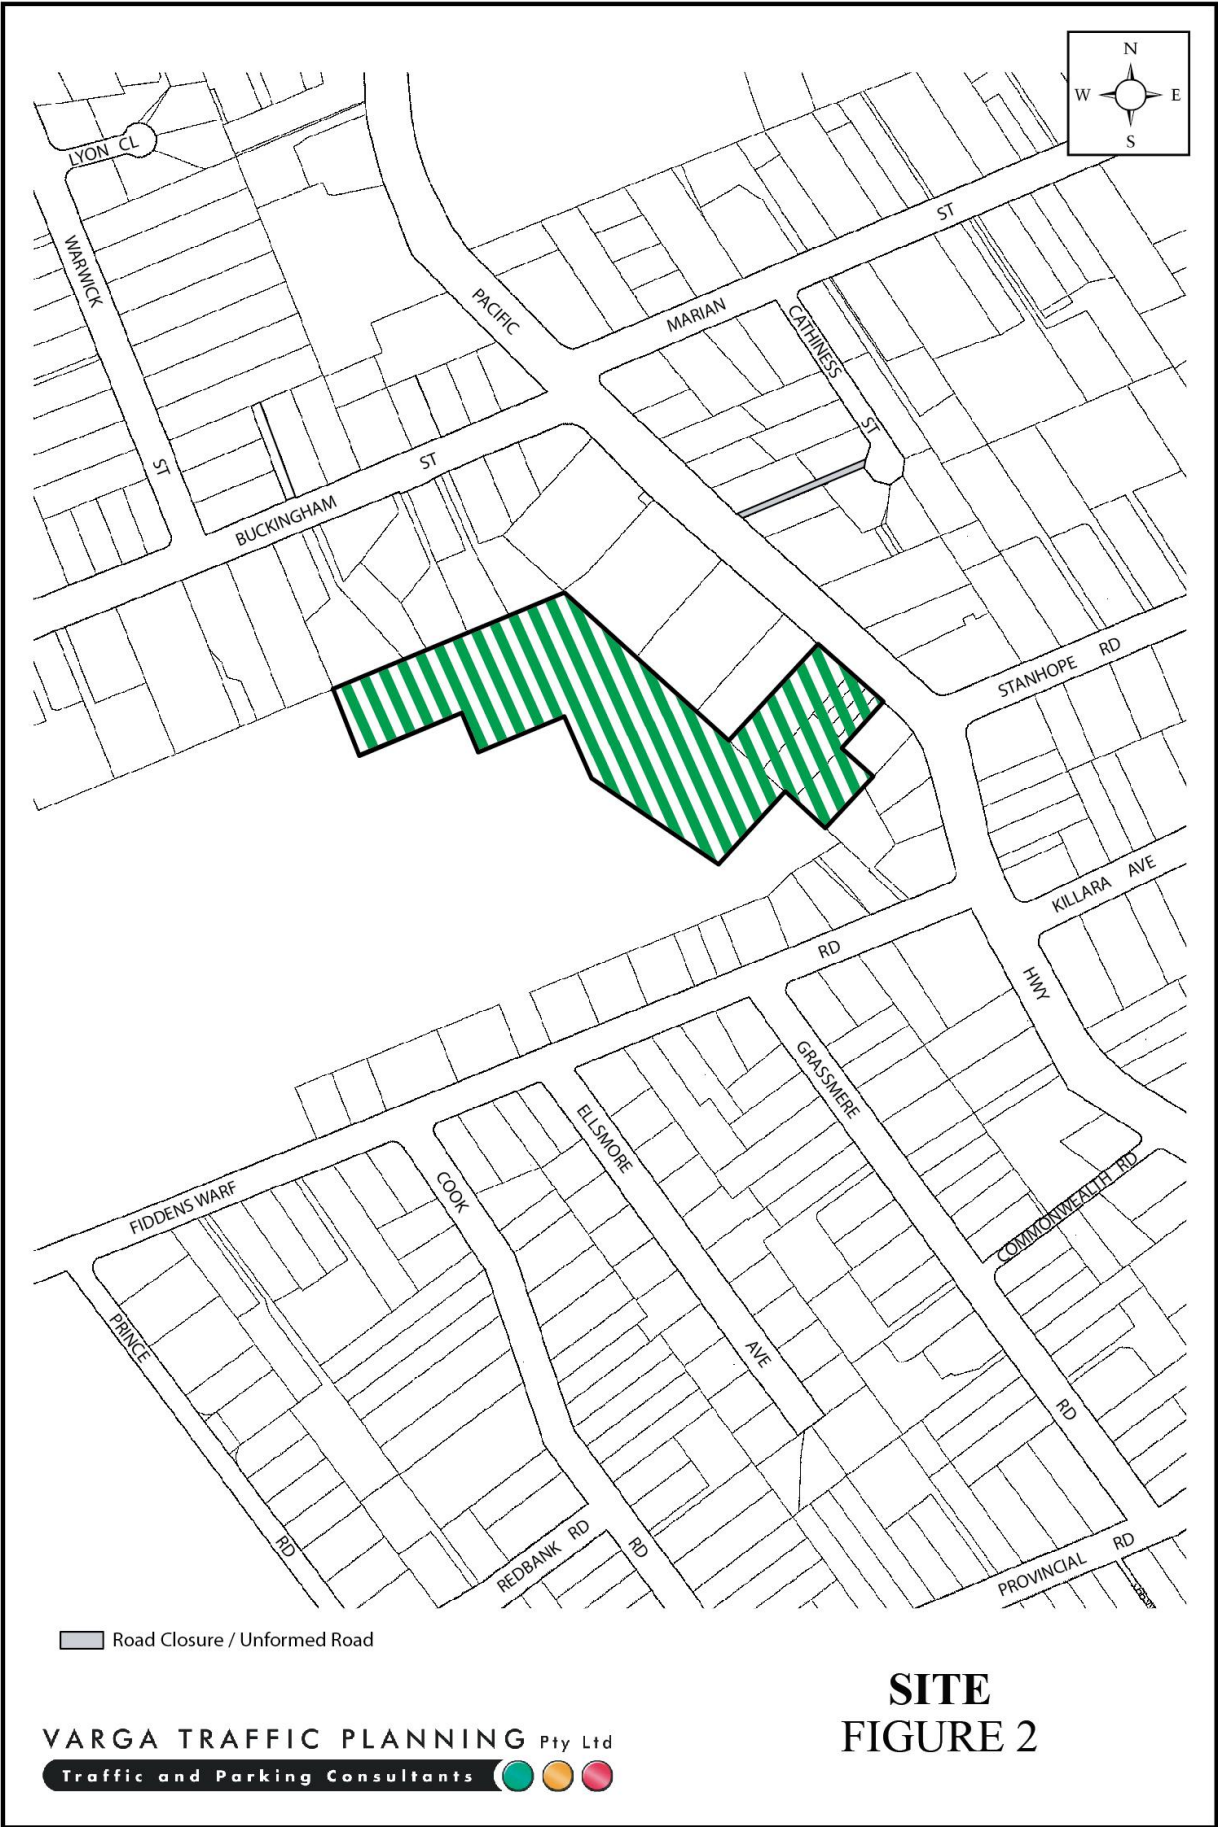 N
W E
S
LYON CL
WARWICK
ST
PACIFIC
MARIAN
ST
CATHINESS
ST
BUCKINGHAM
ST
STANHOPE RD
KILLARA AVE
HWY
RD
GRASSMERE
ELLSMORE
COOK
COMMONWEALTH RD
FIDDENS WARF
PRINCE
AVE
RD
RD
REDBANK RD
RD
PROVINCIAL RD
Road Closure / Unformed Road
SITE
FIGURE 2
VARGA TRAFFIC PLANNING Pty Ltd
Traffic and Parking Consultants